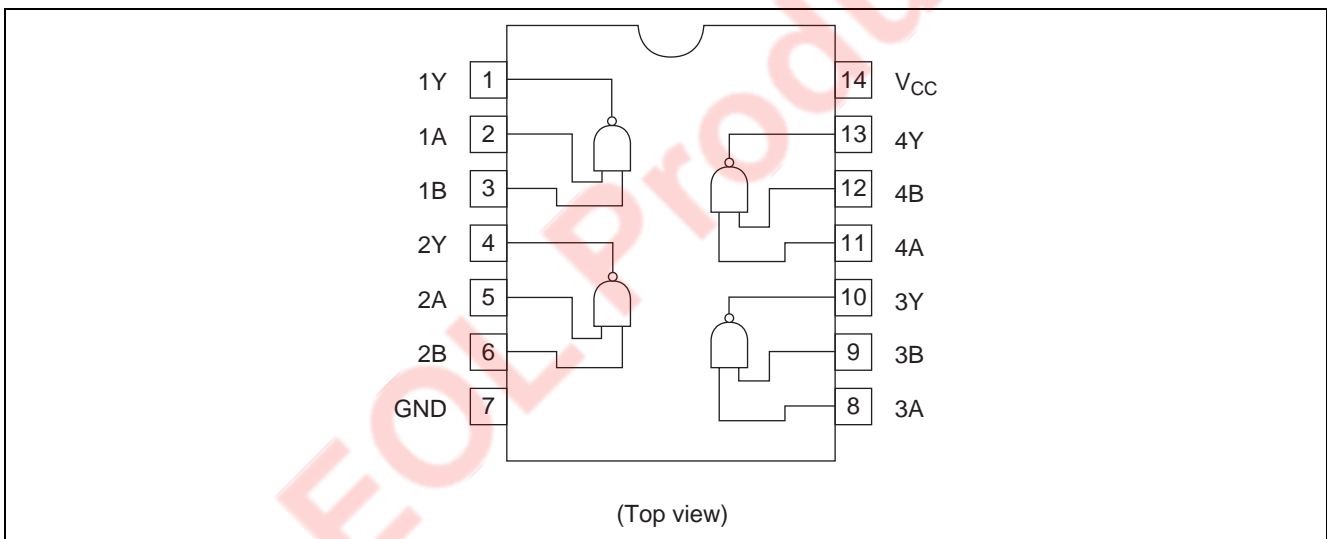 1Y 1 14 VCC
1A 2 13 4Y
1B 3 12 4B
2Y 4 11 4A
2A 5 10 3Y
2B 6 9 3B
GND 7 8 3A
(Top view)
EOL Produ